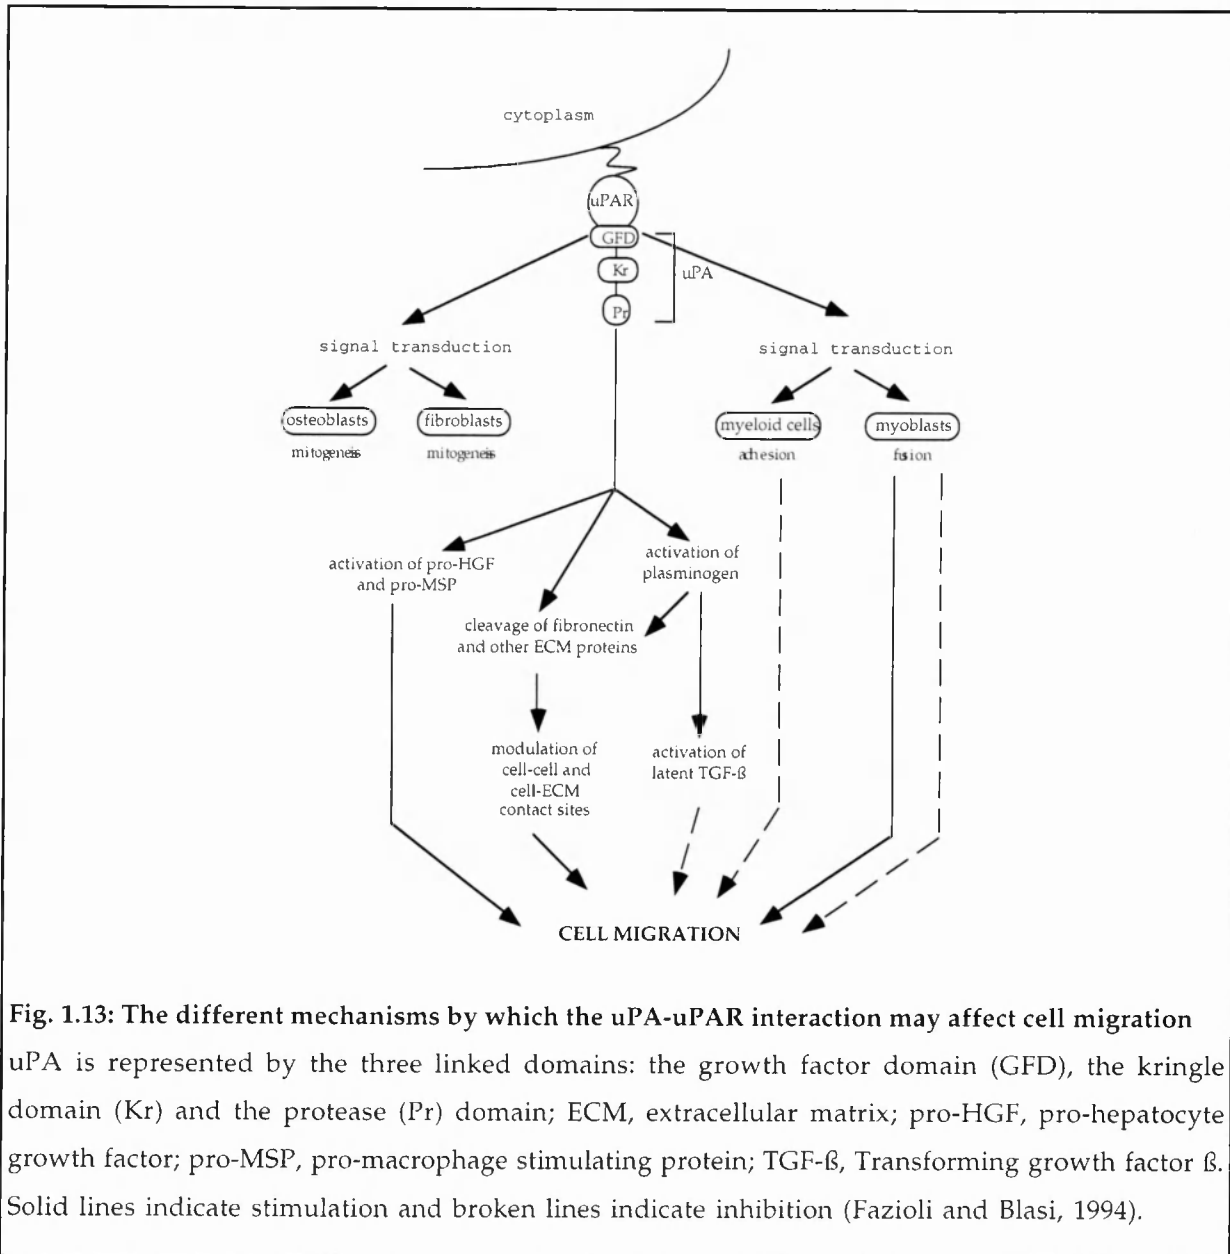 cytoplasm
uPAR
GFD
Kr
uPA
Pr
signal transduction
signal transduction
osteoblasts
fibroblasts
myeloid cells
myoblasts
mitogenesis
mitogenesis
adhesion
fusion
activation of pro-HGF
and pro-MSP
activation of
plasminogen
cleavage of fibronectin
and other ECM proteins
modulation of
cell-cell and
cell-ECM
contact sites
activation of
latent TGF-ß
CELL MIGRATION
Fig. 1.13: The different mechanisms by which the uPA-uPAR interaction may affect cell migration
uPA is represented by the three linked domains: the growth factor domain (GFD), the kringle
domain (Kr) and the protease (Pr) domain; ECM, extracellular matrix; pro-HGF, pro-hepatocyte
growth factor; pro-MSP, pro-macrophage stimulating protein; TGF-ß, Transforming growth factor ß.
Solid lines indicate stimulation and broken lines indicate inhibition (Fazioli and Blasi, 1994).